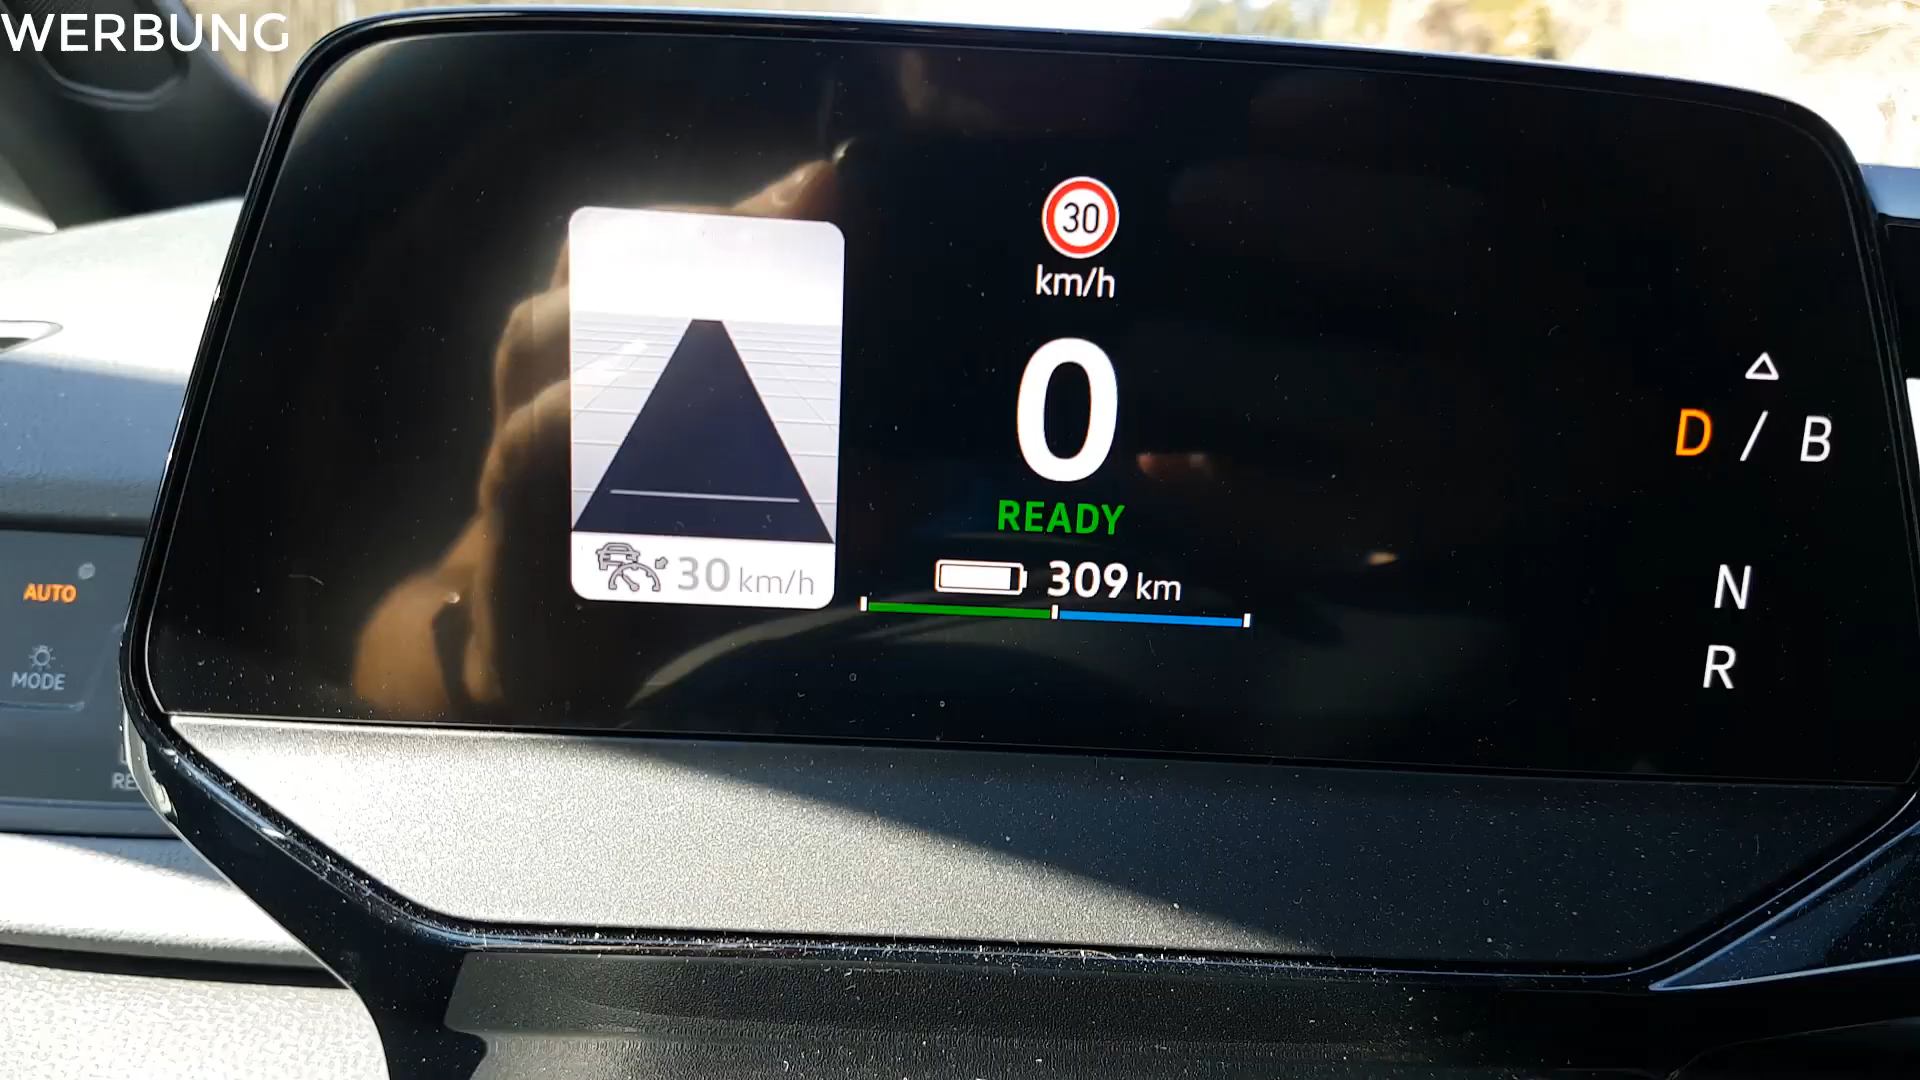 WERBUNG
30
km/h
0
READY
309 km
30 km/h
D / B
N
R
AUTO
MODE